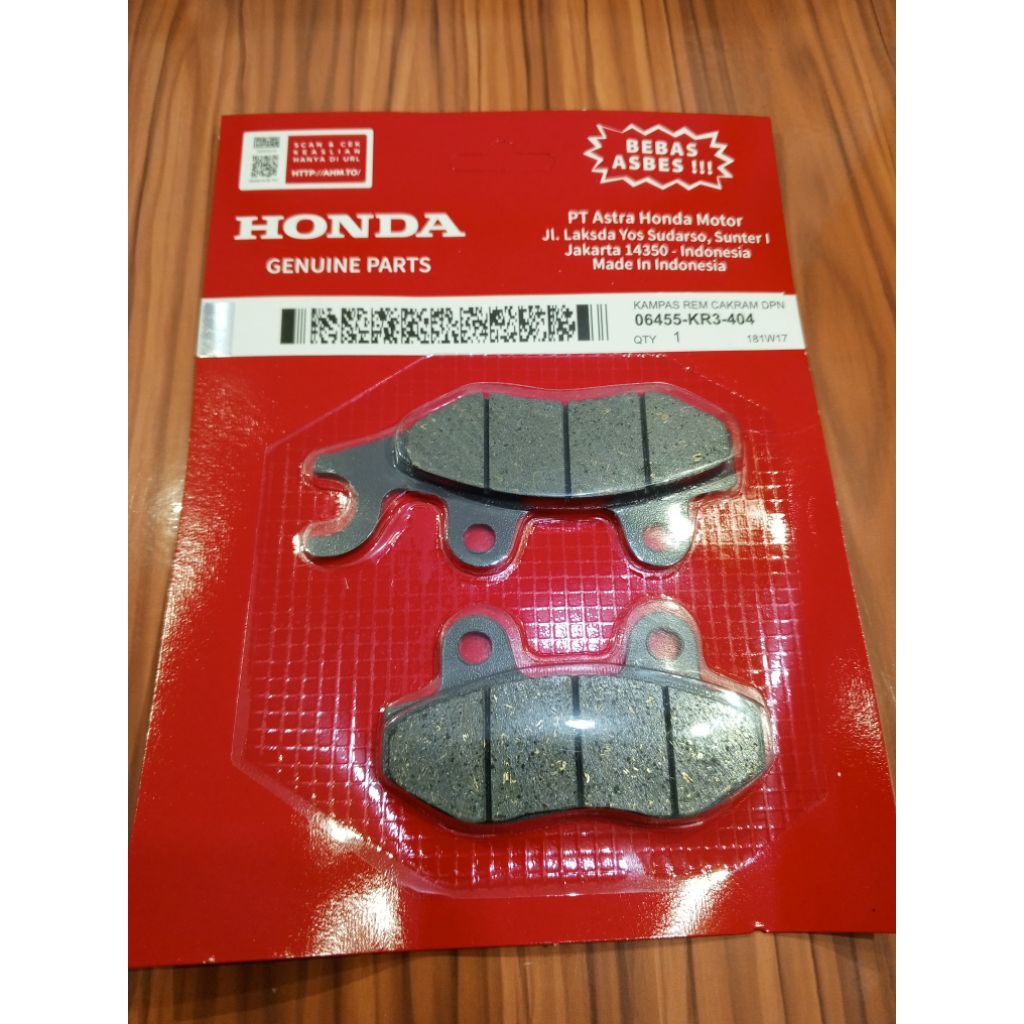 SCAN & CEK
KEASLIAN
HANYA DI URL
HTTP://AHM.TO/
BEBAS
ASBES !!!
HONDA
GENUINE PARTS
PT Astra Honda Motor
Jl. Laksda Yos Sudarso, Sunter I
Jakarta 14350 - Indonesia
Made In Indonesia
KAMPAS REM CAKRAM DPN
06455-KR3-404
QTY 1 181W17